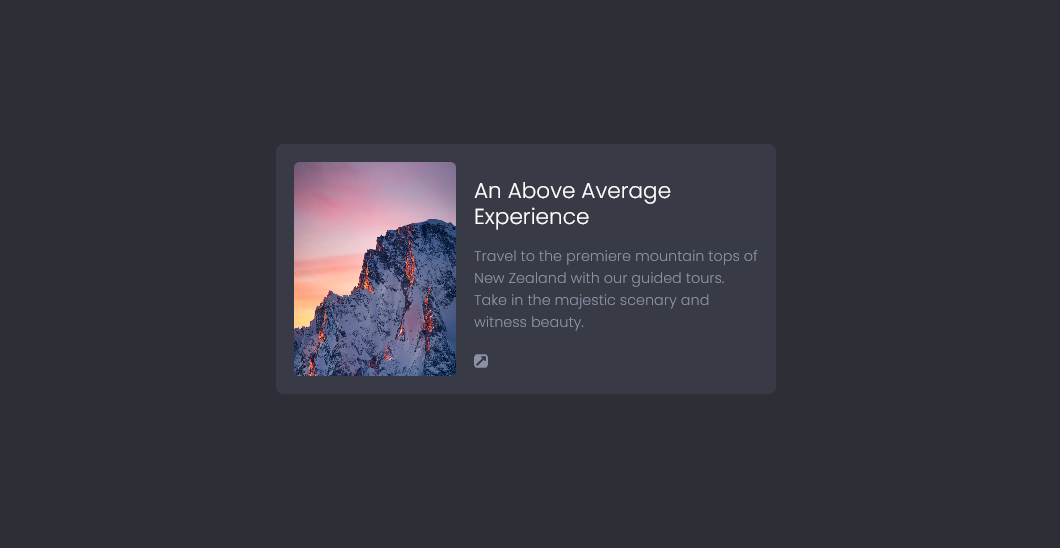 An Above Average
Experience
Travel to the premiere mountain tops of
New Zealand with our guided tours.
Take in the majestic scenary and
witness beauty.